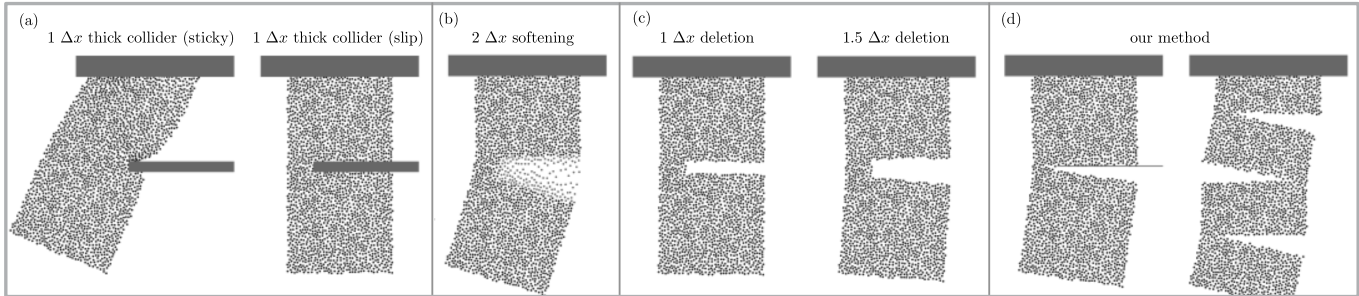 (a)
1 Δx thick collider (sticky)
1 Δx thick collider (slip)
(b)
2 Δx softening
(c)
1 Δx deletion
1.5 Δx deletion
(d)
our method